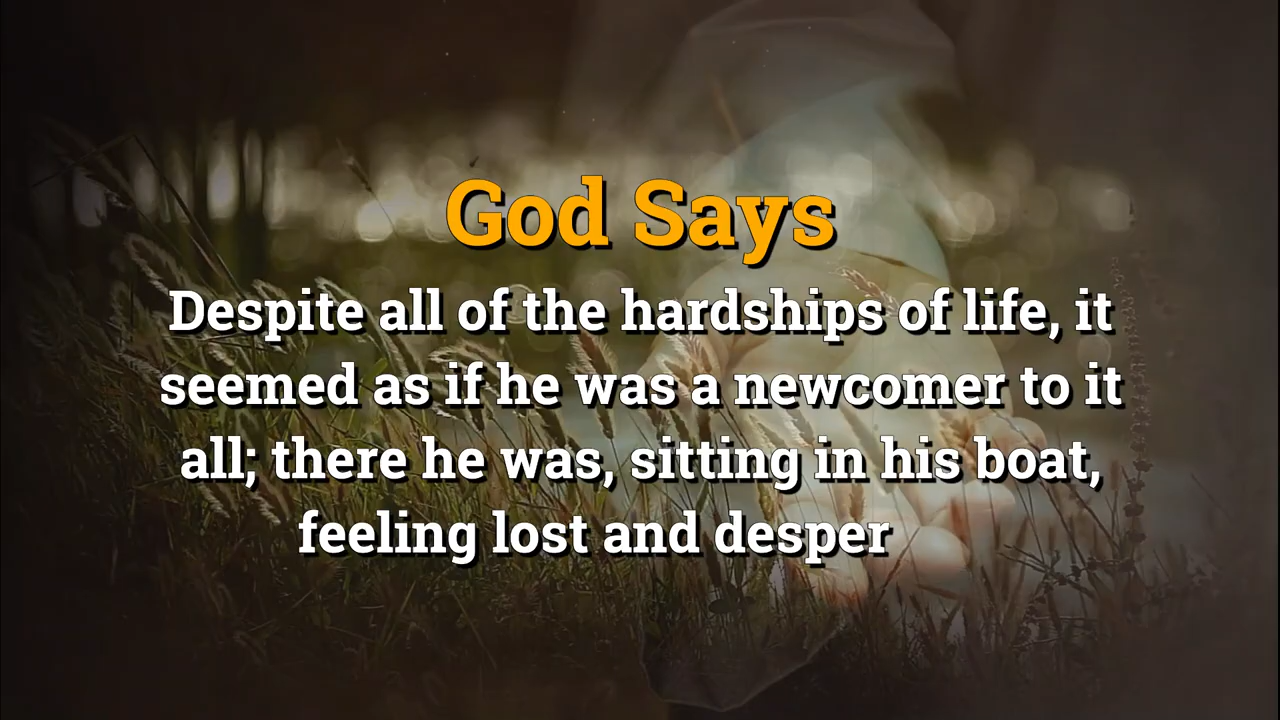 God Says
Despite all of the hardships of life, it
seemed as if he was a newcomer to it
all; there he was, sitting in his boat,
feeling lost and desper